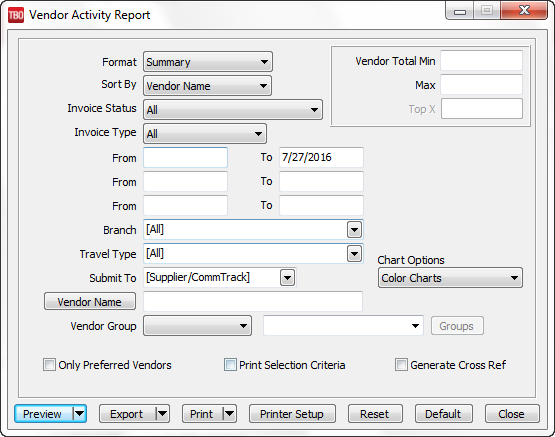 TBO Vendor Activity Report
Format Summary Vendor Total Min
Sort By Vendor Name Max
Invoice Status All Top X
Invoice Type All
From To 7/27/2016
From To
From To
Branch [All]
Travel Type [All] Chart Options
Submit To [Supplier/CommTrack] Color Charts
Vendor Name
Vendor Group Groups
Only Preferred Vendors Print Selection Criteria Generate Cross Ref
Preview Export Print Printer Setup Reset Default Close